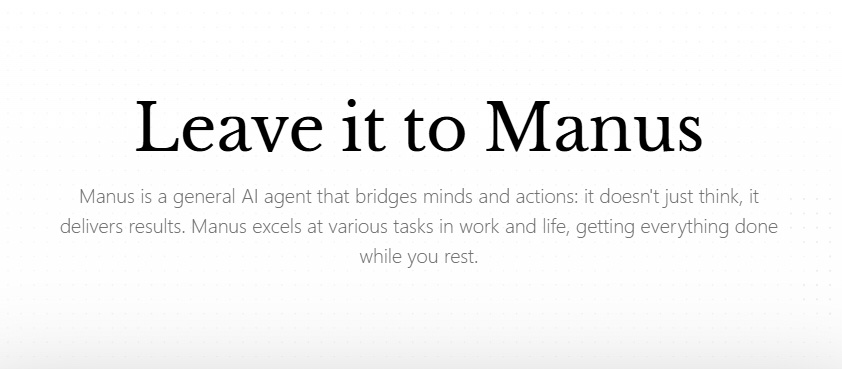 Leave it to Manus
Manus is a general AI agent that bridges minds and actions: it doesn't just think, it
delivers results. Manus excels at various tasks in work and life, getting everything done
while you rest.